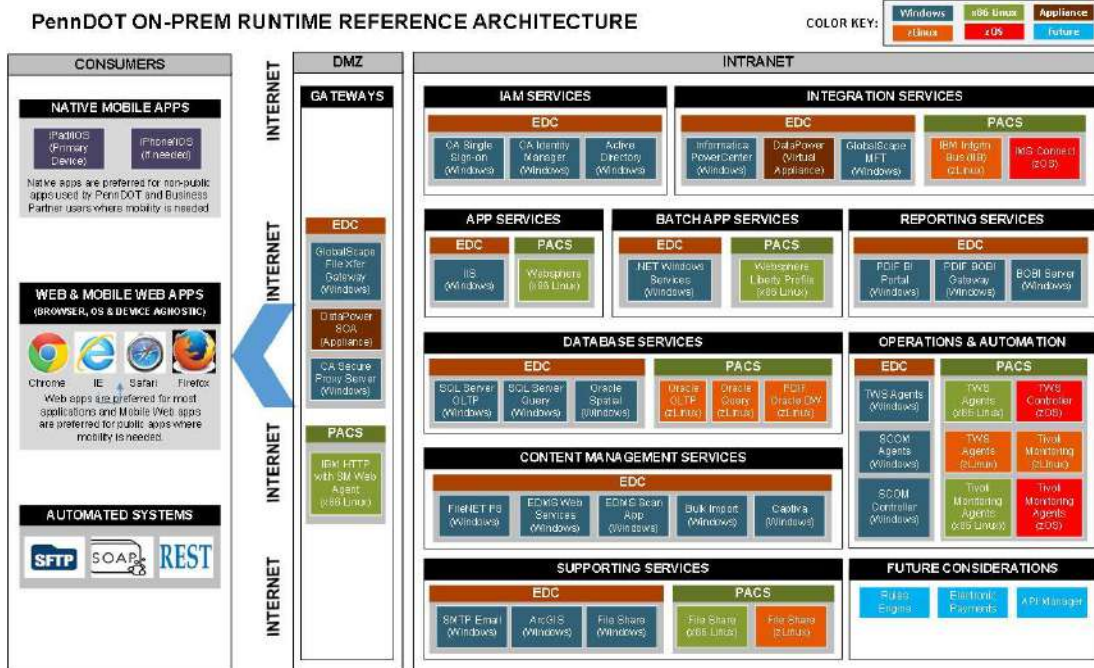 PennDOT ON-PREM RUNTIME REFERENCE ARCHITECTURE
COLOR KEY:
Windows
x86 Linux
Appliance
zLinux
zOS
Future
CONSUMERS
NATIVE MOBILE APPS
iPad/iOS
(Primary
Device)
iPhone/iOS
(If needed)
Native apps are preferred for non-public
apps used by PennDOT and Business
Partner users where mobility is needed
WEB & MOBILE WEB APPS
(BROWSER, OS & DEVICE AGNOSTIC)
Chrome
IE
Safari
Firefox
Web apps are preferred for most
applications and Mobile Web apps
are preferred for public apps where
mobility is needed.
AUTOMATED SYSTEMS
SFTP
SOAP
REST
INTERNET
INTERNET
INTERNET
INTERNET
INTERNET
DMZ
GATEWAYS
EDC
GlobalScape
File Xfer
Gateway
(Windows)
DataPower
SOA
(Appliance)
CA Secure
Proxy Server
(Windows)
PACS
IBM HTTP
with SM Web
Agent
(x86 Linux)
INTRANET
IAM SERVICES
EDC
CA Single
Sign-on
(Windows)
CA Identity
Manager
(Windows)
Active
Directory
(Windows)
INTEGRATION SERVICES
EDC
Informatica
PowerCenter
(Windows)
DataPower
(Virtual
Appliance)
GlobalScape
MFT
(Windows)
PACS
IBM Intgrtn
Bus (IIB)
(zLinux)
IMS Connect
(zOS)
APP SERVICES
EDC
IIS
(Windows)
PACS
Websphere
(x86 Linux)
BATCH APP SERVICES
EDC
.NET Windows
Services
(Windows)
PACS
Websphere
Liberty Profile
(x86 Linux)
REPORTING SERVICES
EDC
PDIF BI
Portal
(Windows)
PDIF BOBI
Gateway
(Windows)
BOBI Server
(Windows)
DATABASE SERVICES
EDC
SQL Server
OLTP
(Windows)
SQL Server
Query
(Windows)
Oracle
Spatial
(Windows)
PACS
Oracle
OLTP
(zLinux)
Oracle
Query
(zLinux)
PDIF
Oracle DW
(zLinux)
OPERATIONS & AUTOMATION
EDC
TWS Agents
(Windows)
SCOM
Agents
(Windows)
SCOM
Controller
(Windows)
PACS
TWS
Agents
(x86 Linux)
TWS
Controller
(zOS)
TWS
Agents
(zLinux)
Tivoli
Monitoring
(zLinux)
Tivoli
Monitoring
Agents
(x86 Linux)
Tivoli
Monitoring
Agents
(zOS)
CONTENT MANAGEMENT SERVICES
EDC
FileNET P8
(Windows)
EDMS Web
Services
(Windows)
EDMS Scan
App
(Windows)
Bulk Import
(Windows)
Captiva
(Windows)
SUPPORTING SERVICES
EDC
SMTP Email
(Windows)
ArcGIS
(Windows)
File Share
(Windows)
PACS
File Share
(x86 Linux)
File Share
(zLinux)
FUTURE CONSIDERATIONS
Rules
Engine
Electronic
Payments
API Manager